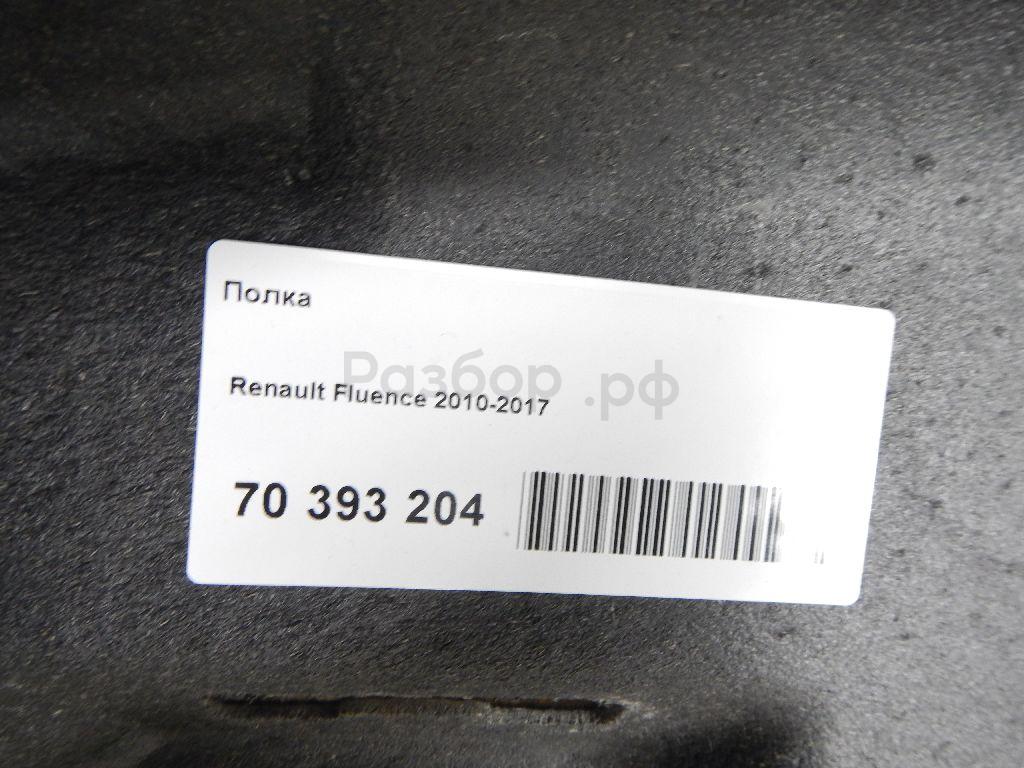 Полка
Разбор.рф
Renault Fluence 2010-2017
70 393 204